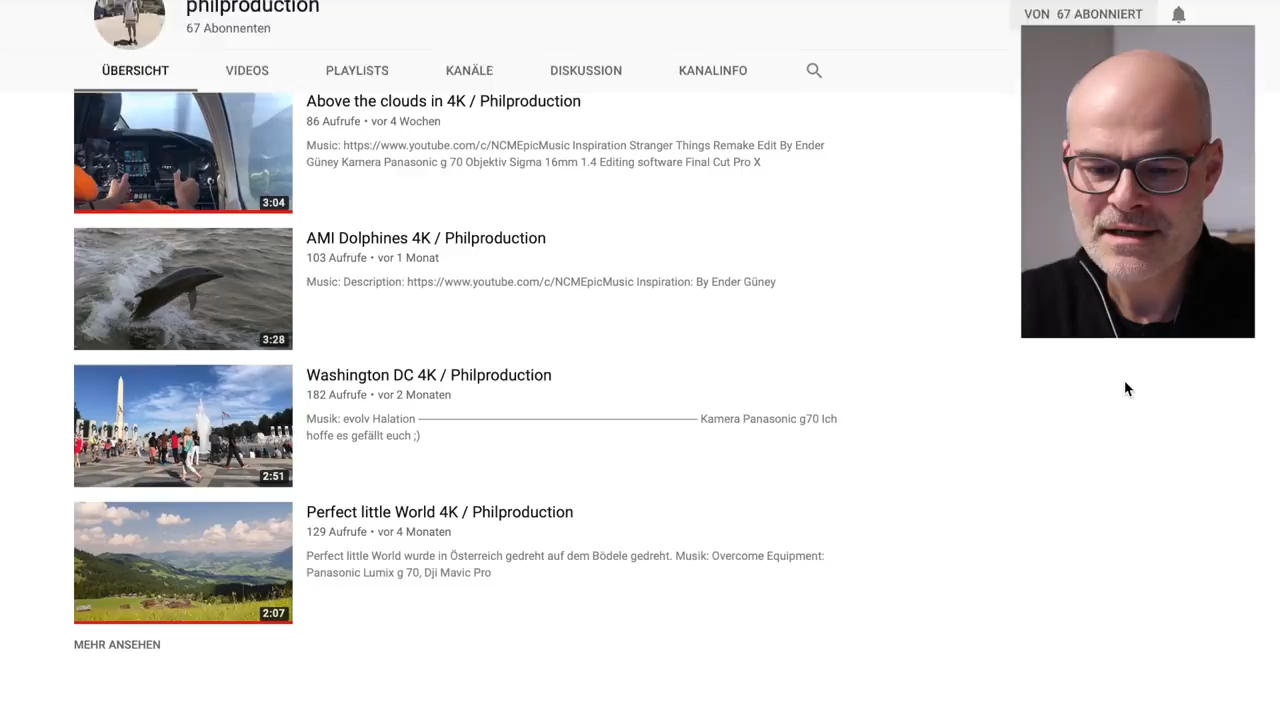 philproduction
67 Abonnenten
VON 67 ABONNIERT
ÜBERSICHT VIDEOS PLAYLISTS KANÄLE DISKUSSION KANALINFO
Above the clouds in 4K / Philproduction
86 Aufrufe • vor 4 Wochen
Music: https://www.youtube.com/c/NCMEpicMusic Inspiration Stranger Things Remake Edit By Ender
Güney Kamera Panasonic g 70 Objektiv Sigma 16mm 1.4 Editing software Final Cut Pro X
3:04
AMI Dolphines 4K / Philproduction
103 Aufrufe • vor 1 Monat
Music: Description: https://www.youtube.com/c/NCMEpicMusic Inspiration: By Ender Güney
3:28
Washington DC 4K / Philproduction
182 Aufrufe • vor 2 Monaten
Musik: evolv Halation ——————————————————— Kamera Panasonic g70 Ich
hoffe es gefällt euch ;)
2:51
Perfect little World 4K / Philproduction
129 Aufrufe • vor 4 Monaten
Perfect little World wurde in Österreich gedreht auf dem Bödele gedreht. Musik: Overcome Equipment:
Panasonic Lumix g 70, Dji Mavic Pro
2:07
MEHR ANSEHEN